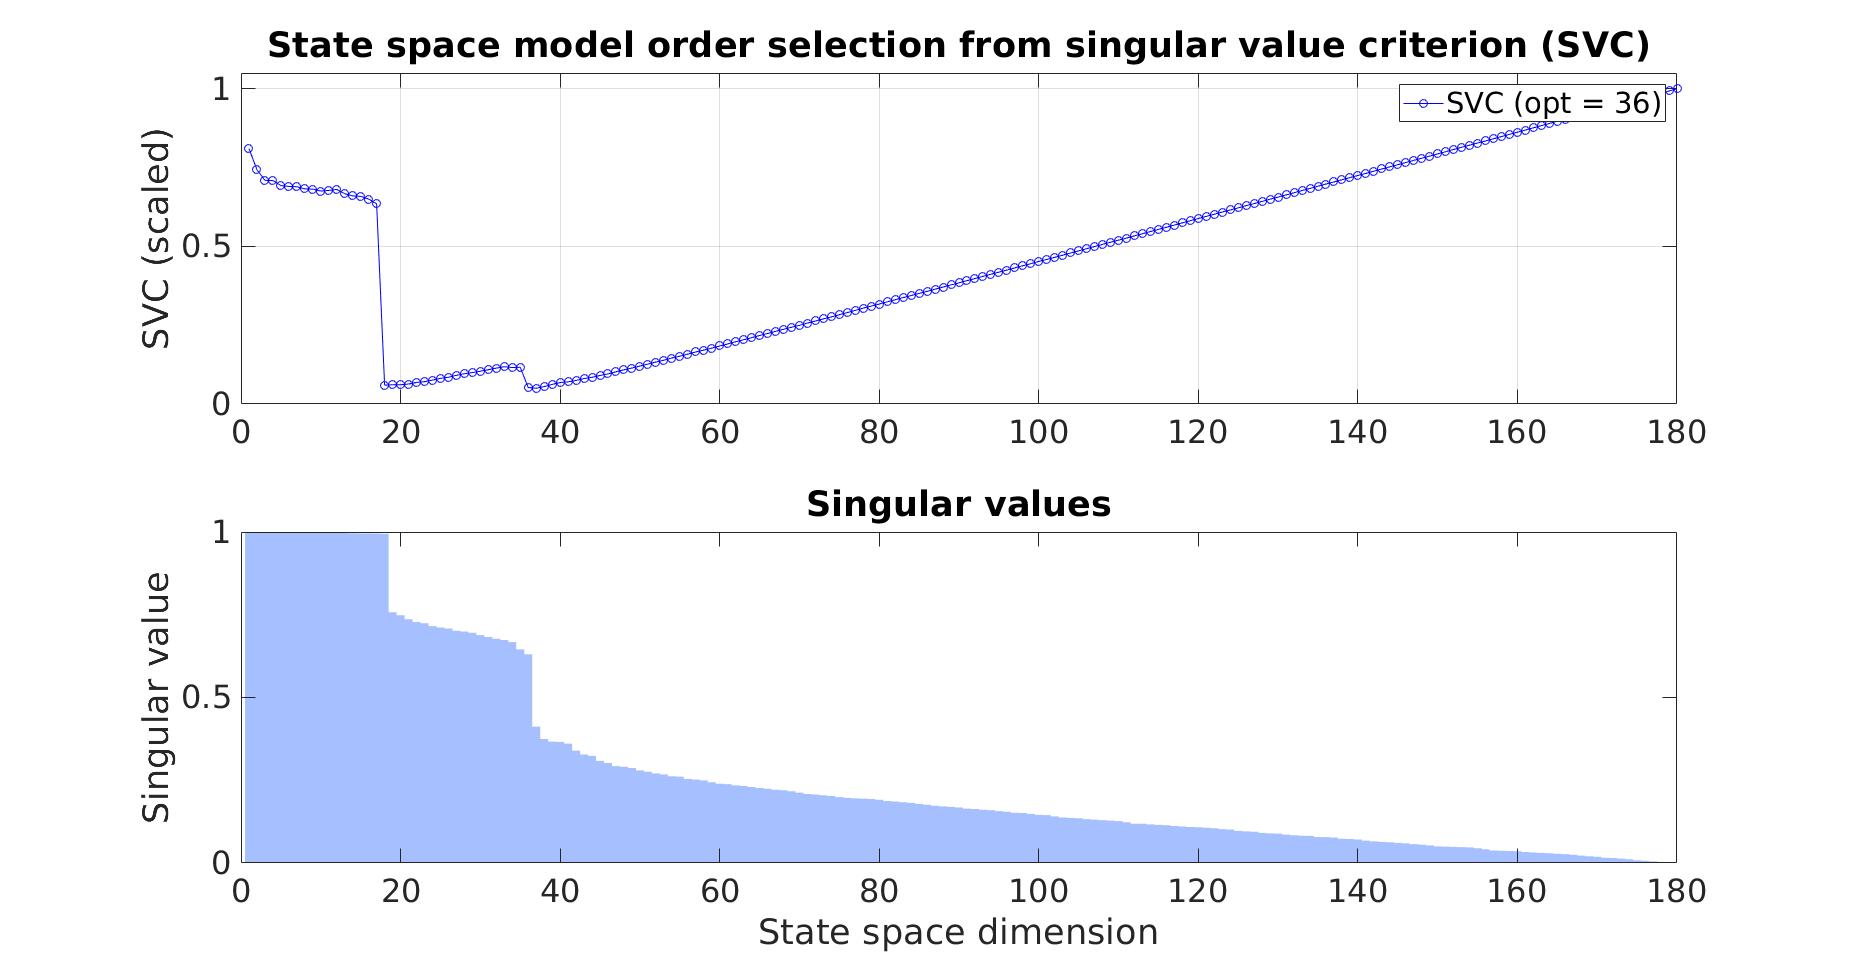 State space model order selection from singular value criterion (SVC)
SVC (scaled)
1
0.5
0
SVC (opt = 36)
0 20 40 60 80 100 120 140 160 180
Singular values
Singular value
1
0.5
0
0 20 40 60 80 100 120 140 160 180
State space dimension